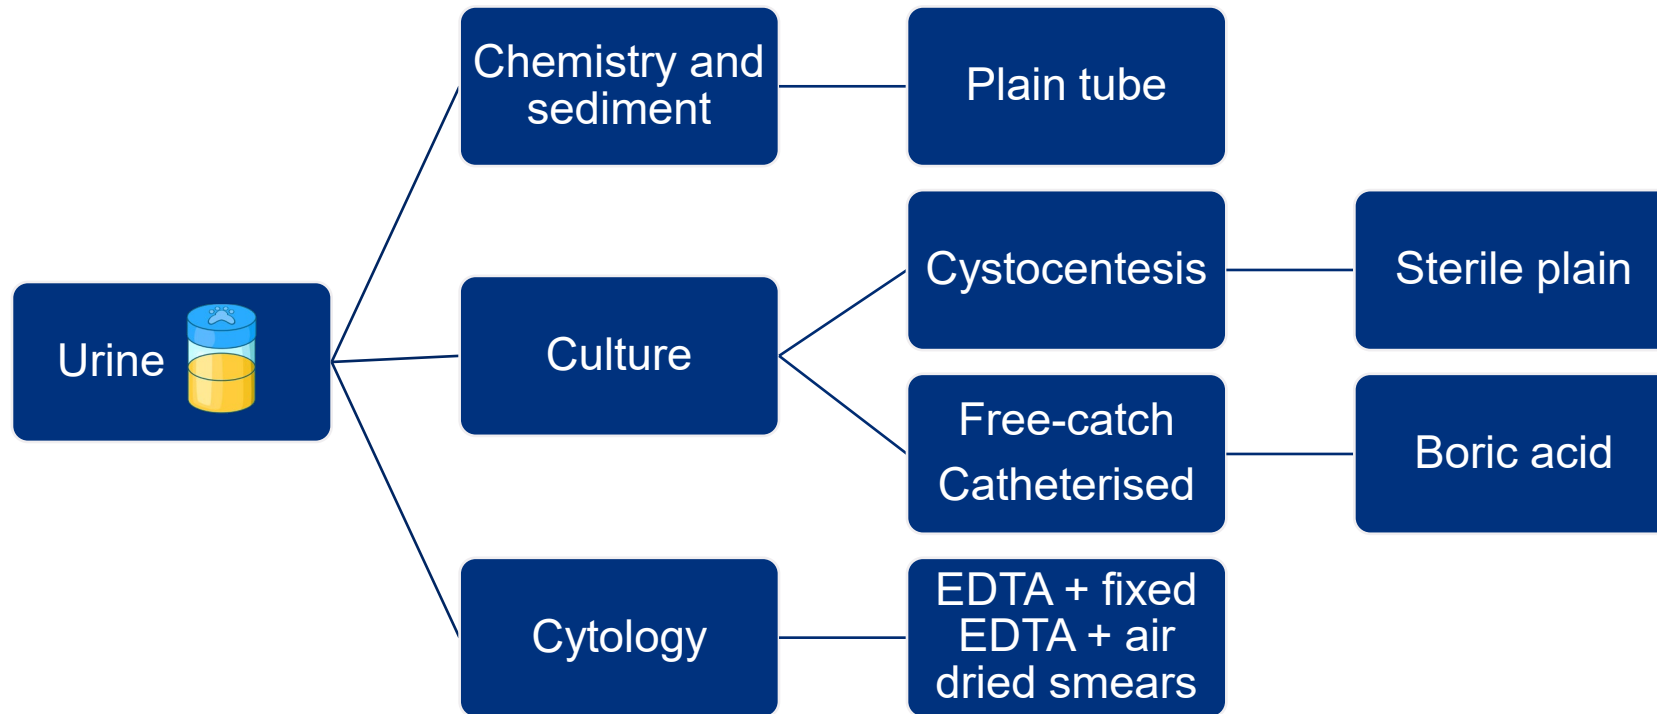 Urine
Chemistry and
sediment
Plain tube
Culture
Cystocentesis
Sterile plain
Free-catch
Catheterised
Boric acid
Cytology
EDTA + fixed
EDTA + air
dried smears